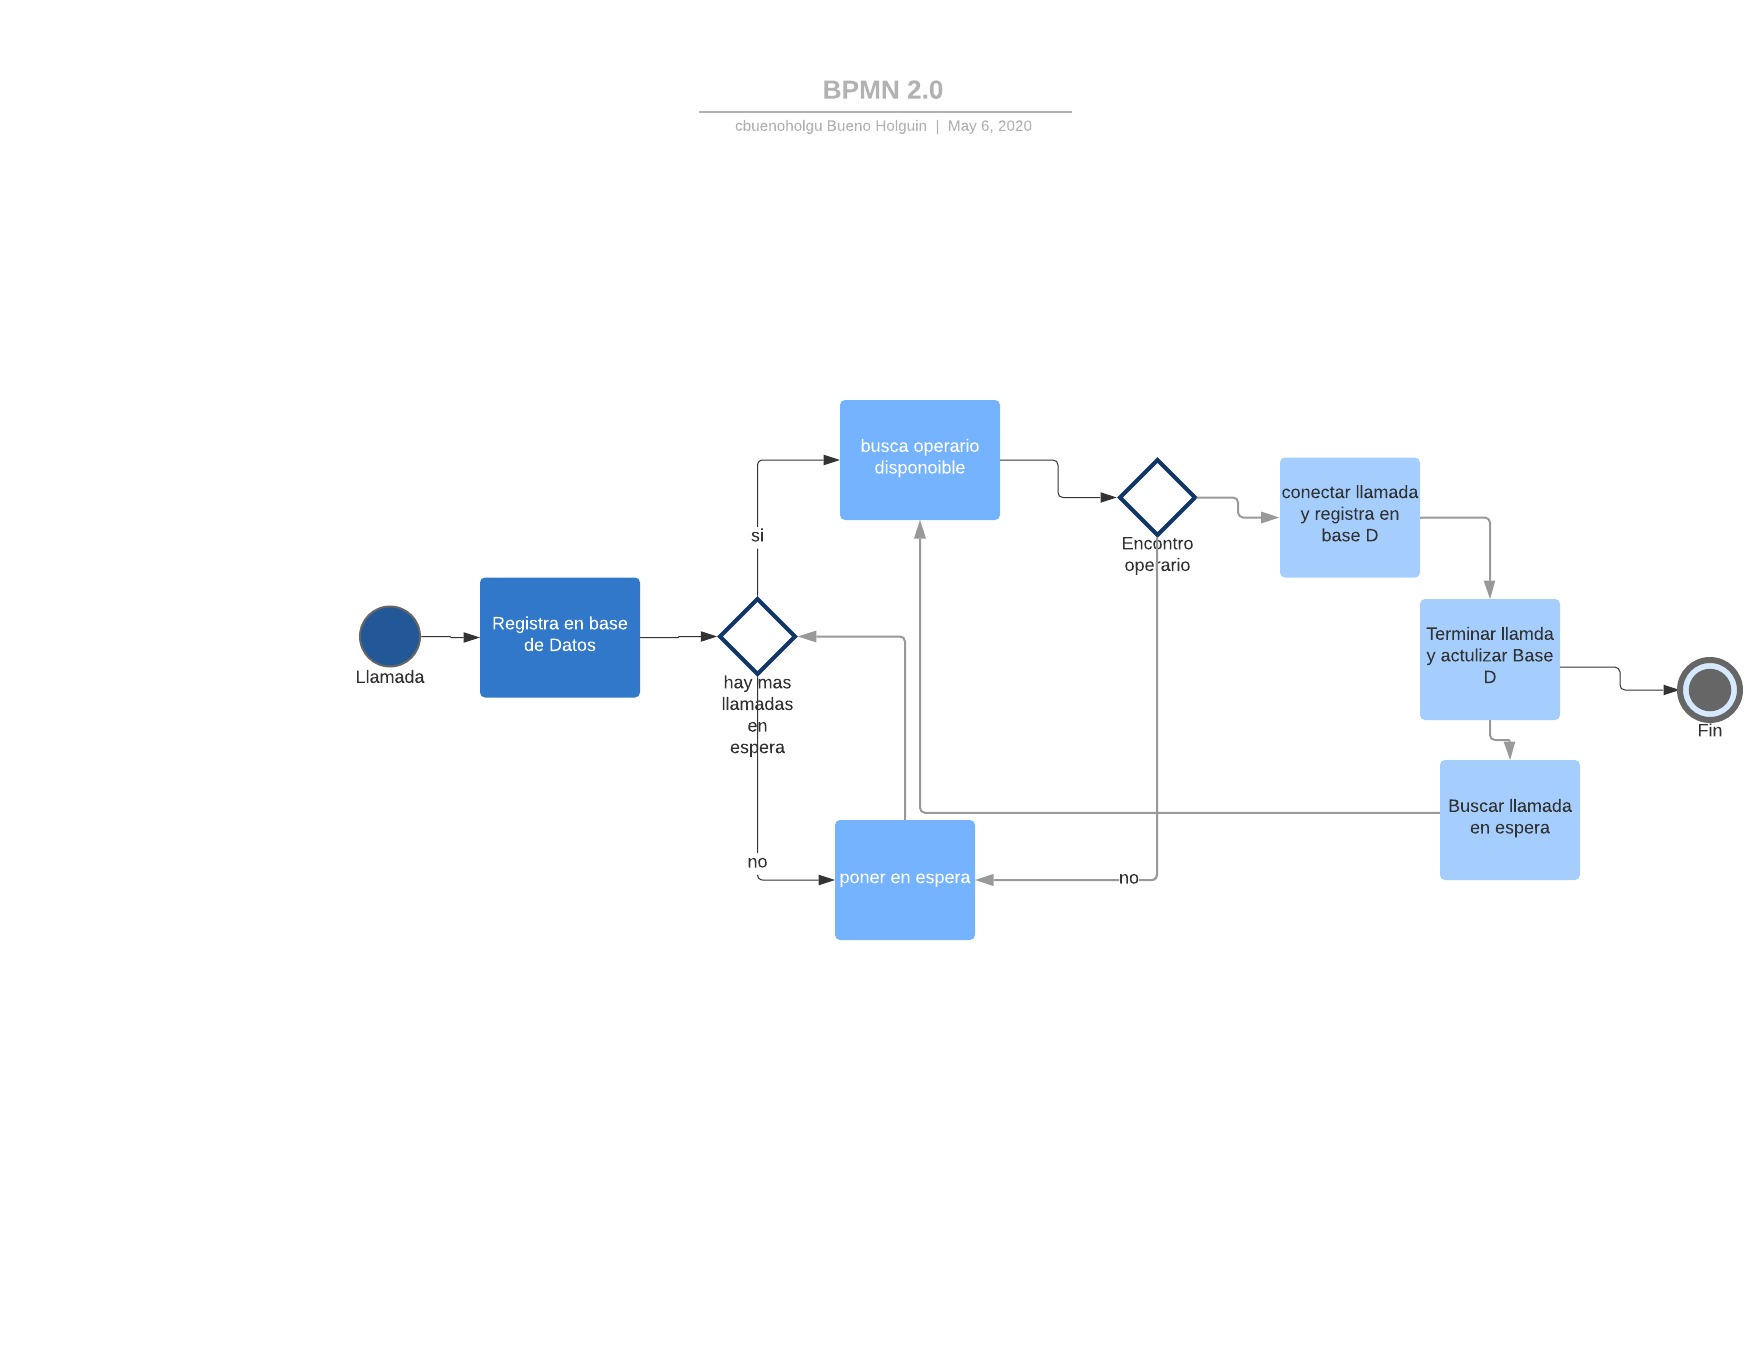 BPMN 2.0
cbuenoholgu Bueno Holguin | May 6, 2020
Llamada
Registra en base
de Datos
si
hay mas
llamadas
en
espera
no
busca operario
disponoible
poner en espera
Encontro
operario
no
conectar llamada
y registra en
base D
Terminar llamda
y actulizar Base
D
Buscar llamada
en espera
Fin